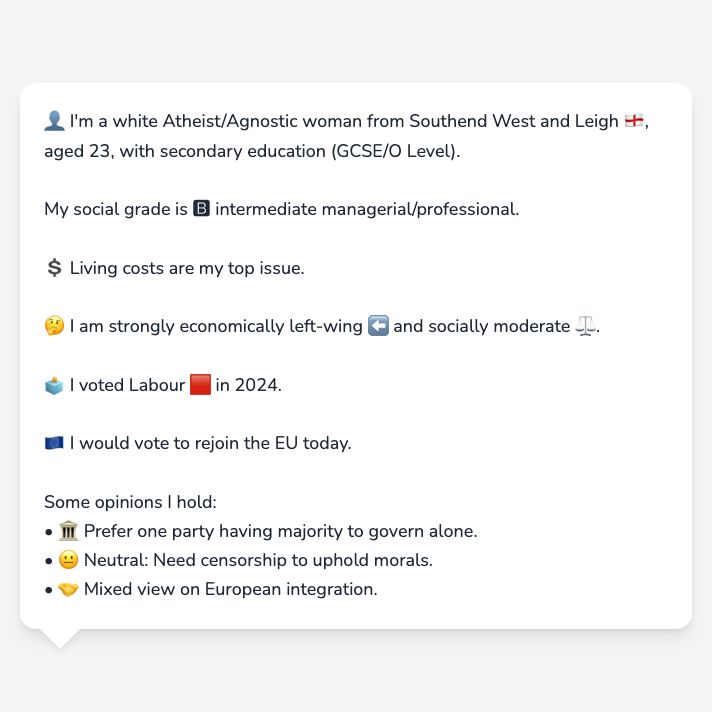 👤 I'm a white Atheist/Agnostic woman from Southend West and Leigh 🏴󠁧󠁢󠁥󠁮󠁧󠁿,
aged 23, with secondary education (GCSE/O Level).
My social grade is 🅱 intermediate managerial/professional.
💲 Living costs are my top issue.
🤔 I am strongly economically left-wing ⬅️ and socially moderate ⚖️.
🗳️ I voted Labour 🟥 in 2024.
🇪🇺 I would vote to rejoin the EU today.
Some opinions I hold:
• 🏛️ Prefer one party having majority to govern alone.
• 😐 Neutral: Need censorship to uphold morals.
• 🤝 Mixed view on European integration.